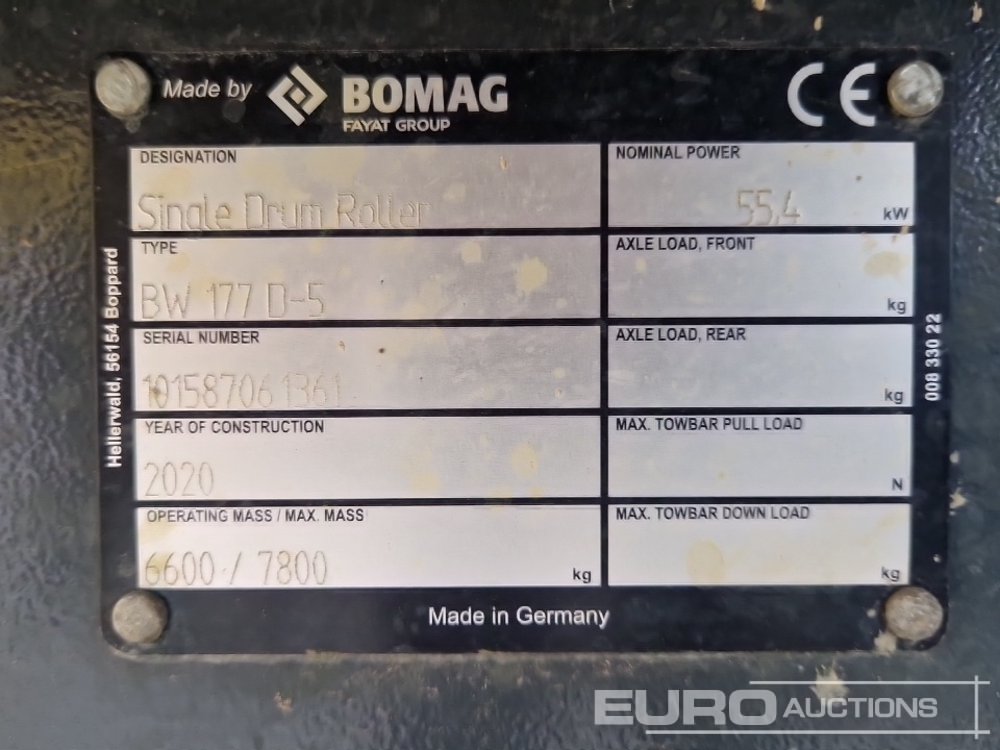 Made by BOMAG
FAYAT GROUP
CE
DESIGNATION
Single Drum Roller
NOMINAL POWER
55,4 kW
TYPE
BW 177 D-5
AXLE LOAD, FRONT
kg
SERIAL NUMBER
101587061361
AXLE LOAD, REAR
kg
YEAR OF CONSTRUCTION
2020
MAX. TOWBAR PULL LOAD
N
OPERATING MASS / MAX. MASS
6600 / 7800 kg
MAX. TOWBAR DOWN LOAD
kg
Made in Germany
Hellerwald, 56154 Boppard
008 330 22
EURO AUCTIONS